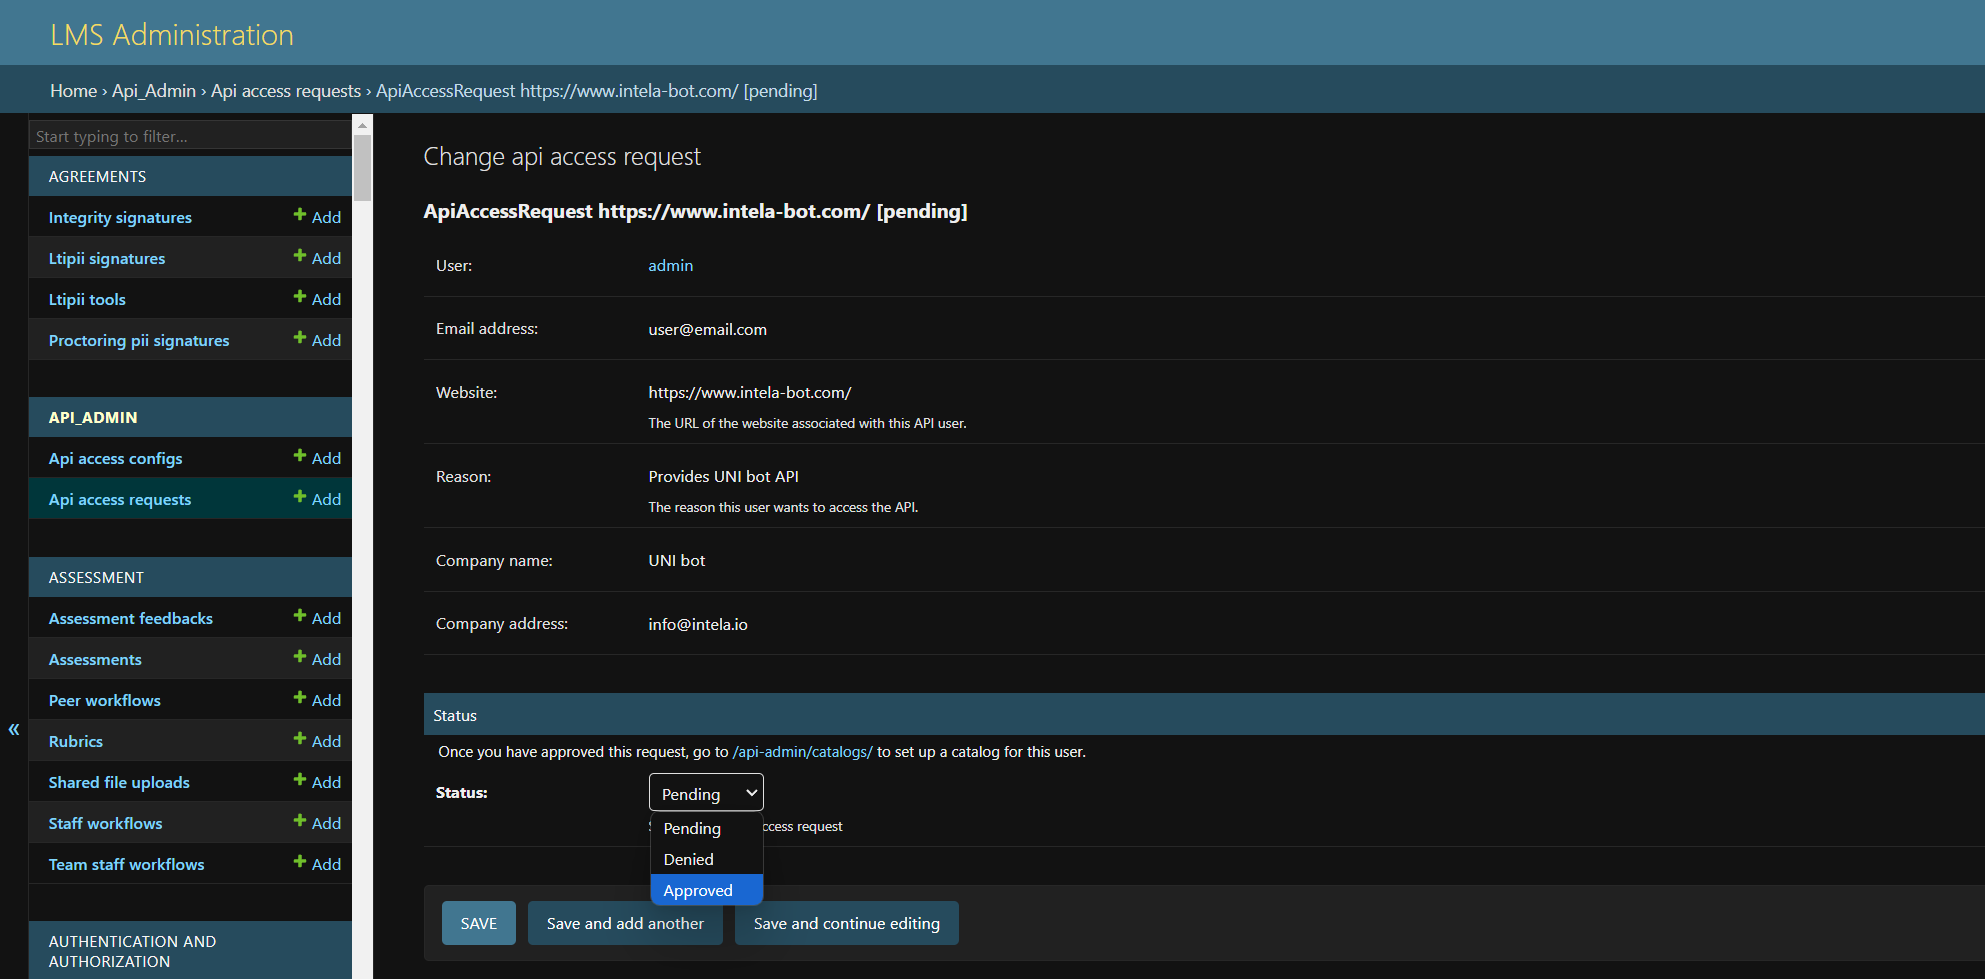 LMS Administration
Home › Api_Admin › Api access requests › ApiAccessRequest https://www.intela-bot.com/ [pending]
Start typing to filter...
AGREEMENTS
Integrity signatures Add
Ltipii signatures Add
Ltipii tools Add
Proctoring pii signatures Add
API_ADMIN
Api access configs Add
Api access requests Add
ASSESSMENT
Assessment feedbacks Add
Assessments Add
Peer workflows Add
Rubrics Add
Shared file uploads Add
Staff workflows Add
Team staff workflows Add
AUTHENTICATION AND
AUTHORIZATION
«
Change api access request
ApiAccessRequest https://www.intela-bot.com/ [pending]
User: admin
Email address: user@email.com
Website: https://www.intela-bot.com/
The URL of the website associated with this API user.
Reason: Provides UNI bot API
The reason this user wants to access the API.
Company name: UNI bot
Company address: info@intela.io
Status
Once you have approved this request, go to /api-admin/catalogs/ to set up a catalog for this user.
Status: Pending
Pending
access request
Denied
Approved
SAVE Save and add another Save and continue editing